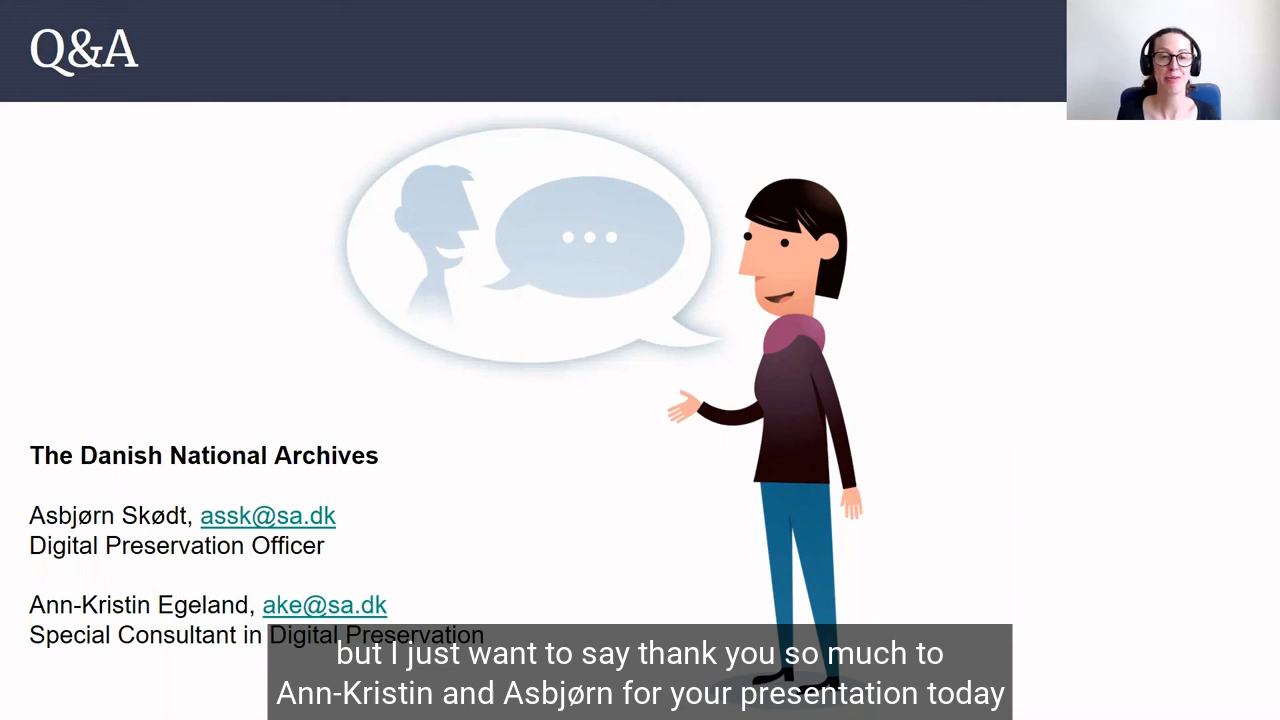 Q&A
The Danish National Archives
Asbjørn Skødt, assk@sa.dk
Digital Preservation Officer
Ann-Kristin Egeland, ake@sa.dk
Special Consultant in Digital Preservation
but I just want to say thank you so much to
Ann-Kristin and Asbjørn for your presentation today